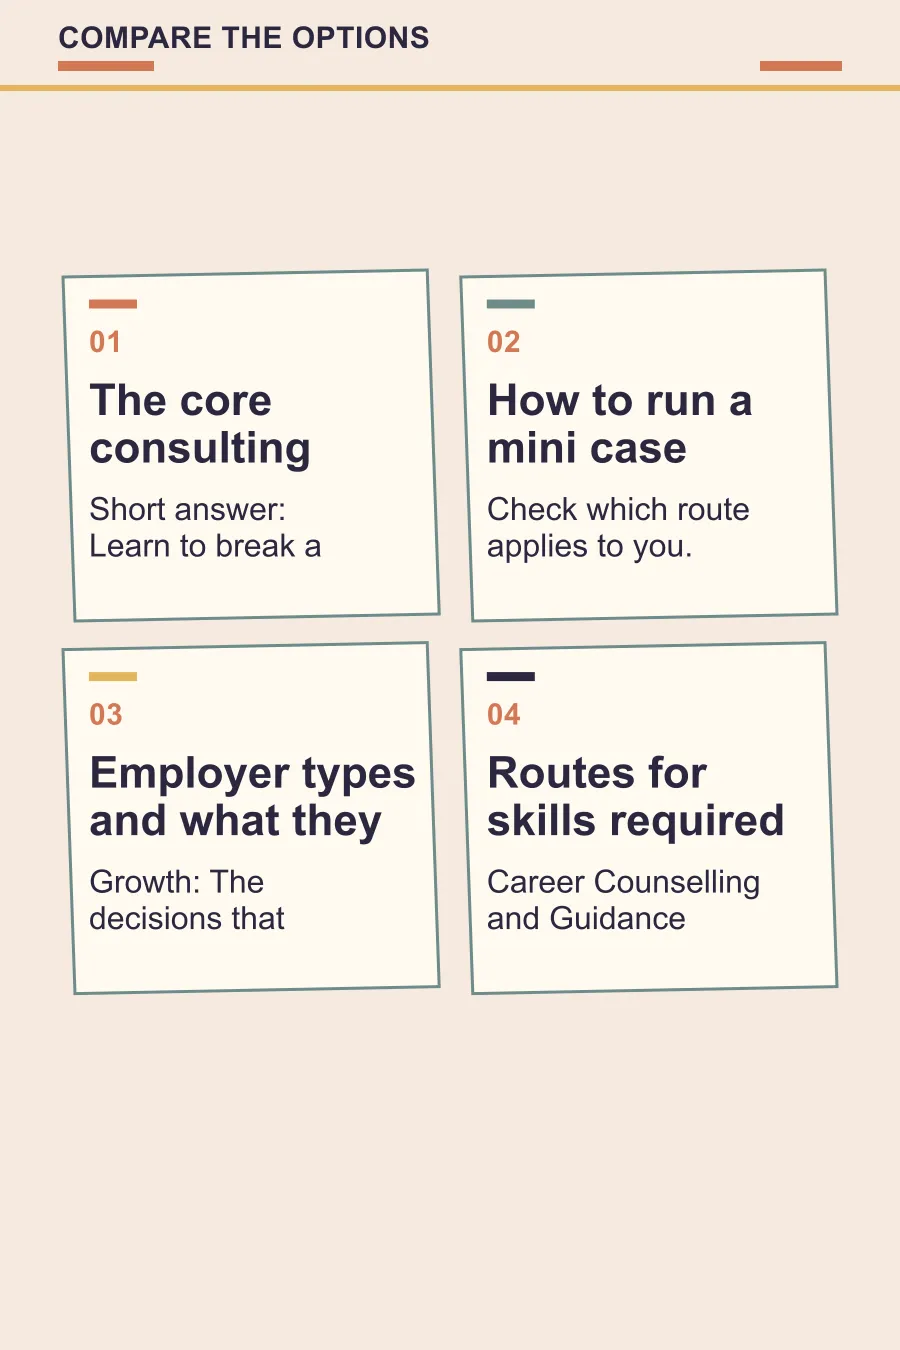 COMPARE THE OPTIONS
01
The core
consulting
Short answer:
Learn to break a
02
How to run a
mini case
Check which route
applies to you.
03
Employer types
and what they
Growth: The
decisions that
04
Routes for
skills required
Career Counselling
and Guidance